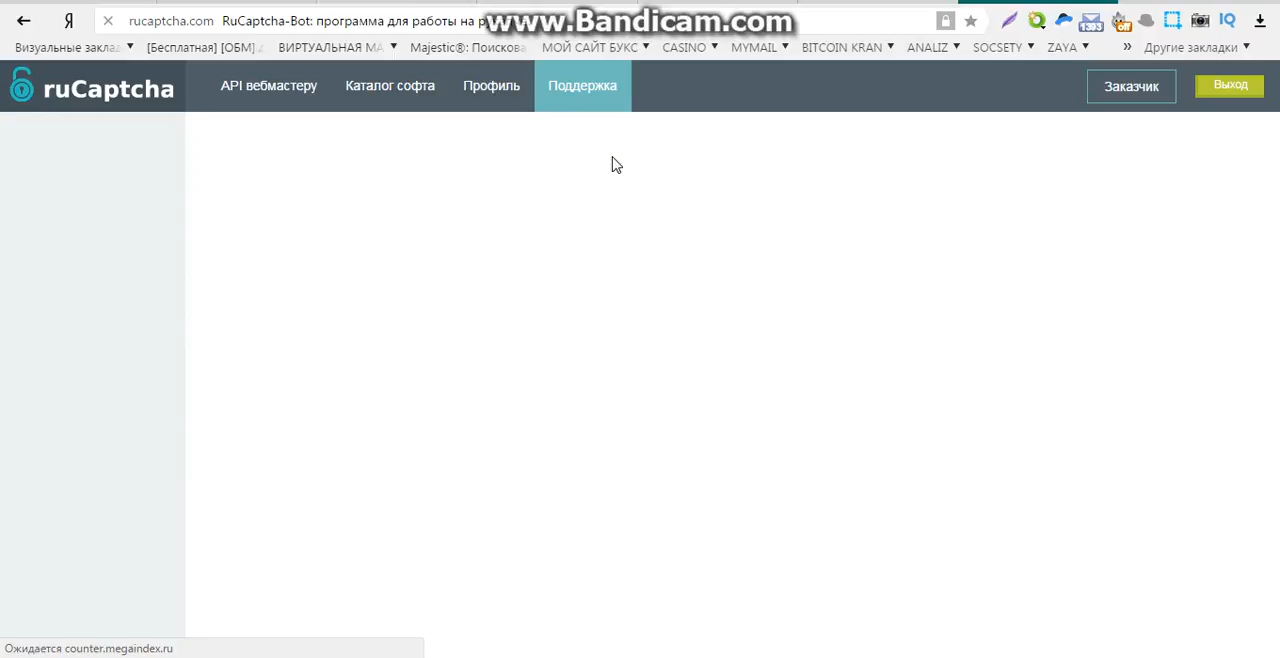 Я rucaptcha.com RuCaptcha-Bot: программа для работы на
www.Bandicam.com
Визуальные заклад [Бесплатная] [ОБМ] ВИРТУАЛЬНАЯ МА Majestic®: Поискова МОЙ САЙТ БУКС CASINO MYMAIL BITCOIN KRAN ANALIZ SOCSETY ZAYA » Другие закладки
ruCaptcha API вебмастеру Каталог софта Профиль Поддержка Заказчик Выход
Ожидается counter.megaindex.ru